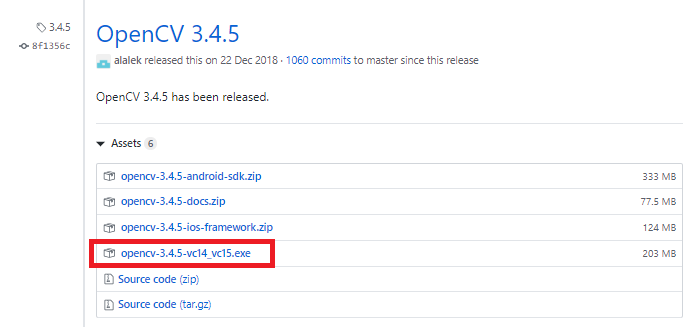 3.4.5
8f1356c
OpenCV 3.4.5
alalek released this on 22 Dec 2018 · 1060 commits to master since this release
OpenCV 3.4.5 has been released.
Assets 6
opencv-3.4.5-android-sdk.zip 333 MB
opencv-3.4.5-docs.zip 77.5 MB
opencv-3.4.5-ios-framework.zip 124 MB
opencv-3.4.5-vc14_vc15.exe 203 MB
Source code (zip)
Source code (tar.gz)